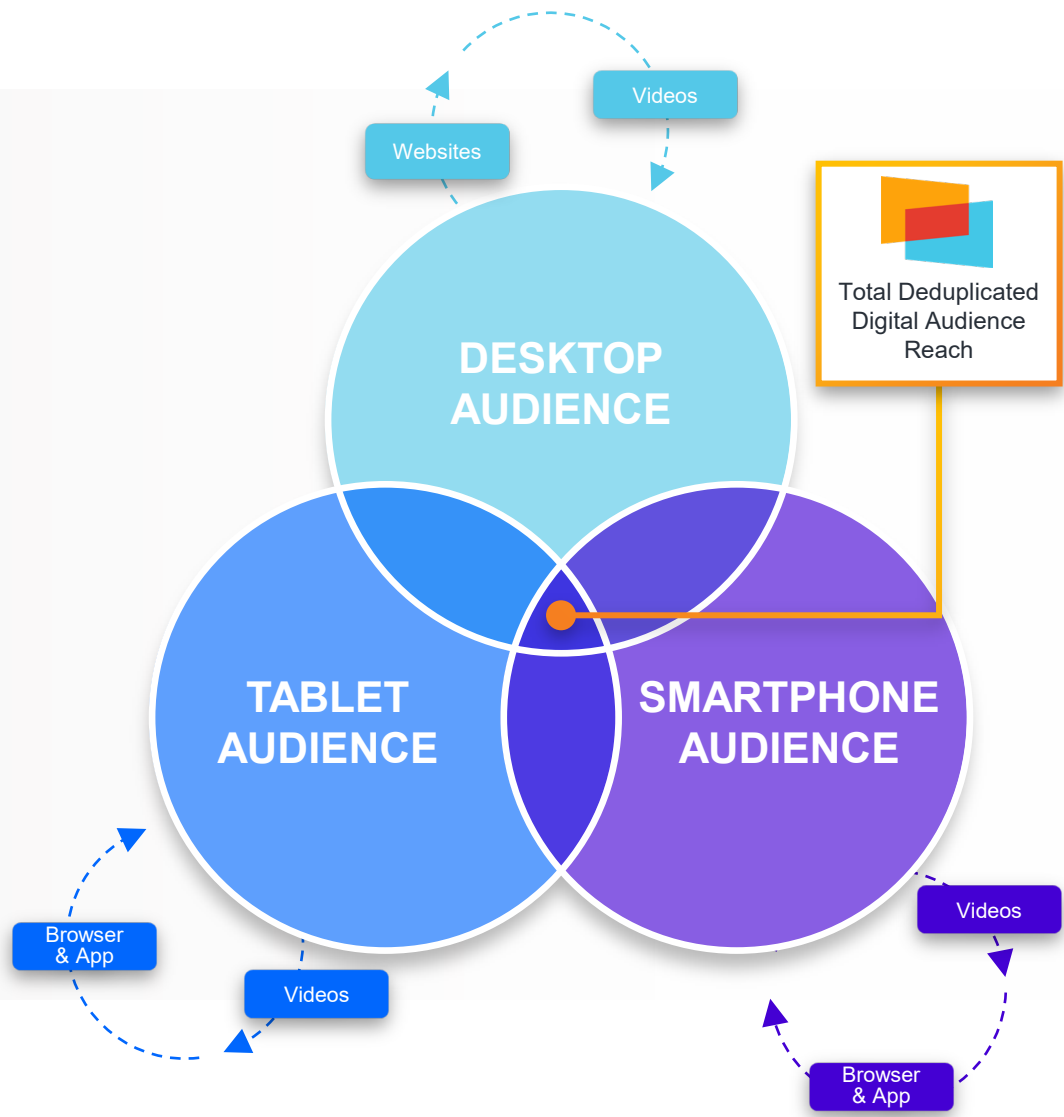 Videos
Websites
Total Deduplicated
Digital Audience
Reach
DESKTOP
AUDIENCE
TABLET
AUDIENCE
SMARTPHONE
AUDIENCE
Browser
& App
Videos
Videos
Browser
& App